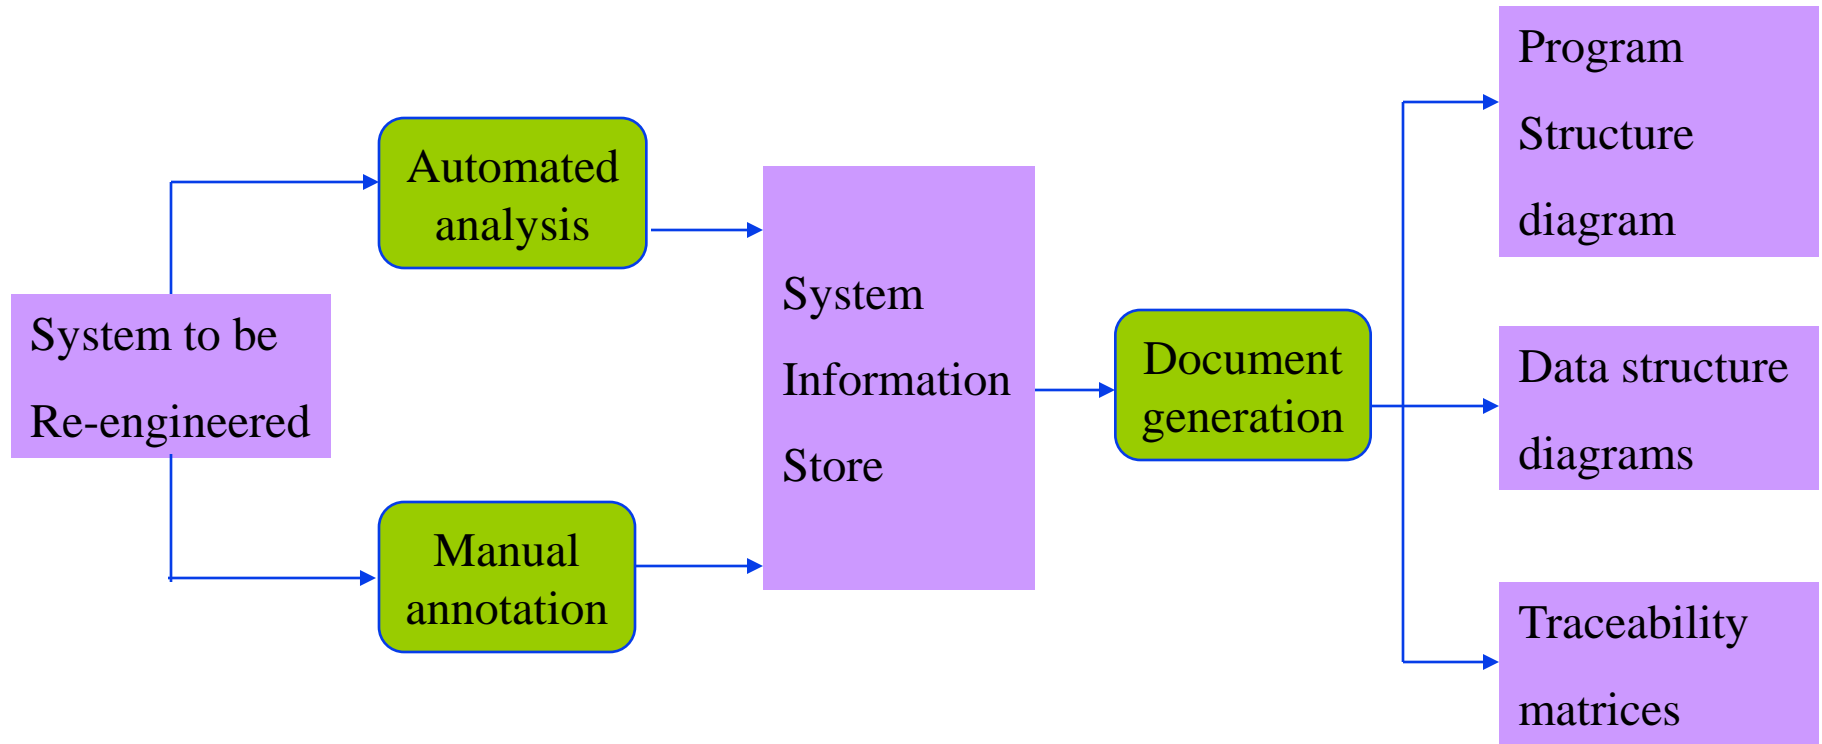 System to be
Re-engineered
Automated
analysis
Manual
annotation
System
Information
Store
Document
generation
Program
Structure
diagram
Data structure
diagrams
Traceability
matrices